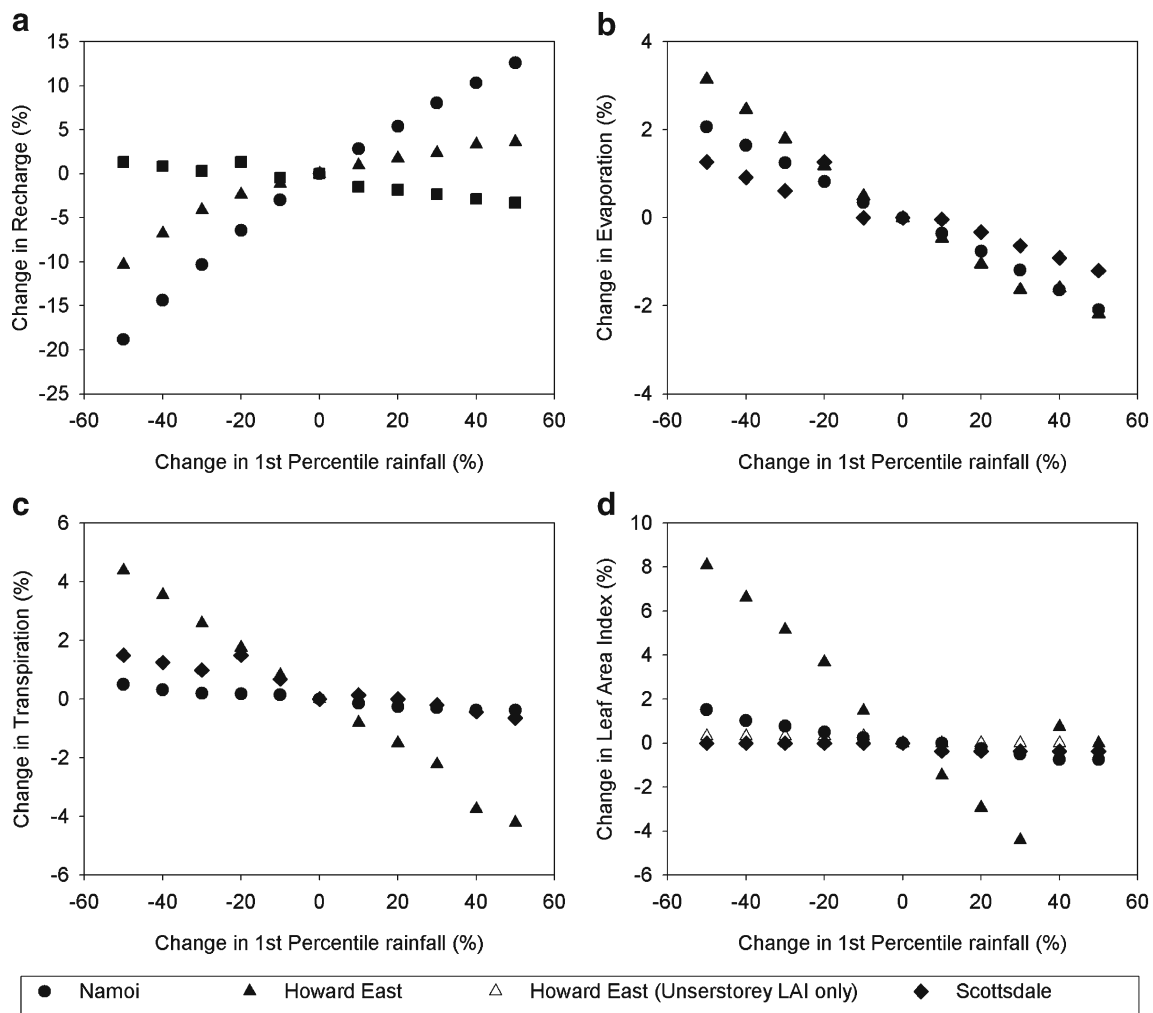 a
15
10
5
0
-5
-10
-15
-20
-25
Change in Recharge (%)
-60 -40 -20 0 20 40 60
Change in 1st Percentile rainfall (%)
b
4
2
0
-2
-4
Change in Evaporation (%)
-60 -40 -20 0 20 40 60
Change in 1st Percentile rainfall (%)
c
6
4
2
0
-2
-4
-6
Change in Transpiration (%)
-60 -40 -20 0 20 40 60
Change in 1st Percentile rainfall (%)
d
10
8
6
4
2
0
-2
-4
-6
Change in Leaf Area Index (%)
-60 -40 -20 0 20 40 60
Change in 1st Percentile rainfall (%)
Namoi Howard East Howard East (Unserstorey LAI only) Scottsdale